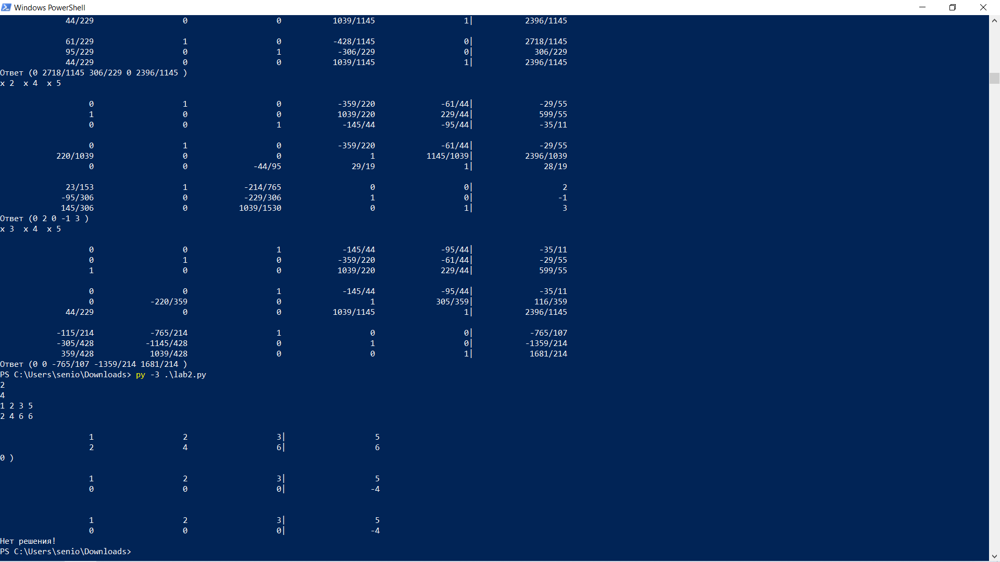 Windows PowerShell
44/229 0 0 1039/1145 1| 2396/1145
61/229 1 0 -428/1145 0| 2718/1145
95/229 0 1 -306/229 0| 306/229
44/229 0 0 1039/1145 1| 2396/1145
Ответ (0 2718/1145 306/229 0 2396/1145 )
x 2  x 4  x 5
0 1 0 -359/220 -61/44| -29/55
1 0 0 1039/220 229/44| 599/55
0 0 1 -145/44 -95/44| -35/11
0 1 0 -359/220 -61/44| -29/55
220/1039 0 0 1 1145/1039| 2396/1039
0 0 -44/95 29/19 1| 28/19
23/153 1 -214/765 0 0| 2
-95/306 0 -229/306 1 0| -1
145/306 0 1039/1530 0 1| 3
Ответ (0 2 0 -1 3 )
x 3  x 4  x 5
0 0 1 -145/44 -95/44| -35/11
0 1 0 -359/220 -61/44| -29/55
1 0 0 1039/220 229/44| 599/55
0 0 1 -145/44 -95/44| -35/11
0 -220/359 0 1 305/359| 116/359
44/229 0 0 1039/1145 1| 2396/1145
-115/214 -765/214 1 0 0| -765/107
-305/428 -1145/428 0 1 0| -1359/214
359/428 1039/428 0 0 1| 1681/214
Ответ (0 0 -765/107 -1359/214 1681/214 )
PS C:\Users\senio\Downloads> py -3 .\lab2.py
2
4
1 2 3 5
2 4 6 6
1 2 3| 5
2 4 6| 6
0 )
1 2 3| 5
0 0 0| -4
1 2 3| 5
0 0 0| -4
Нет решения!
PS C:\Users\senio\Downloads>